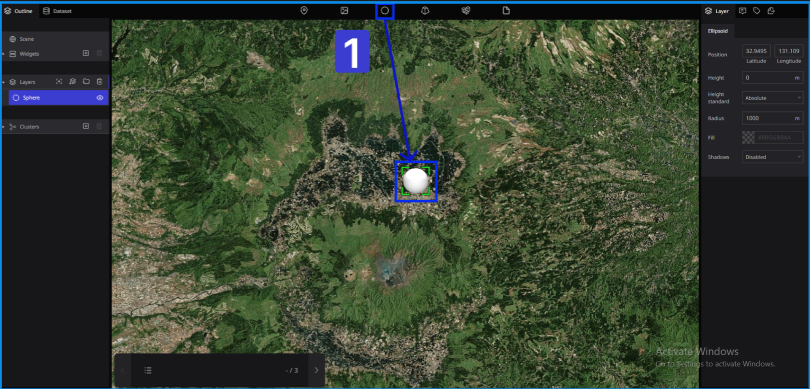 Outline
Dataset
Layer
Scene
Widgets
Layers
Sphere
Clusters
1
Ellipsoid
Position
32.9495
131.109
Latitude
Longitude
Height
0
m
Height
standard
Absolute
Radius
1000
m
Fill
Shadows
Disabled
- / 3
Activate Windows
Go to Settings to activate Windows.